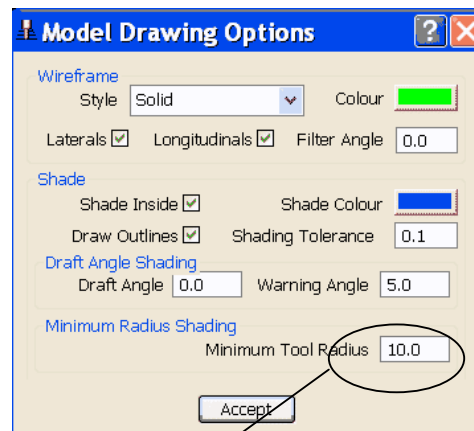 Model Drawing Options ? X
Wireframe
Style Solid Colour
Laterals Longitudinals Filter Angle 0.0
Shade
Shade Inside Shade Colour
Draw Outlines Shading Tolerance 0.1
Draft Angle Shading
Draft Angle 0.0 Warning Angle 5.0
Minimum Radius Shading
Minimum Tool Radius 10.0
Accept